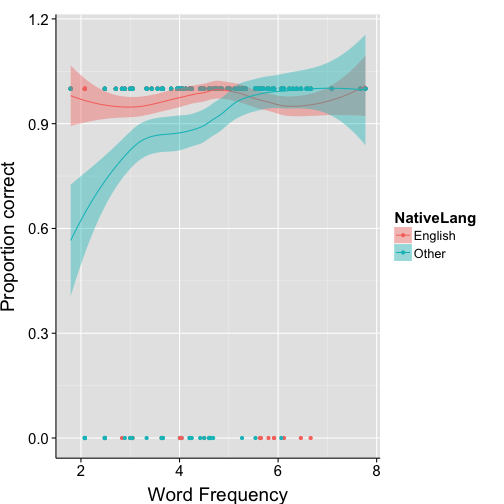 1.2
0.9
0.6
0.3
0.0
Proportion correct
2 4 6 8
Word Frequency
NativeLang
English
Other